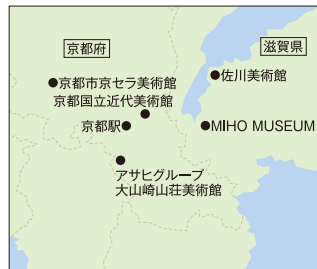 京都府
滋賀県
京都市京セラ美術館
佐川美術館
京都国立近代美術館
京都駅
MIHO MUSEUM
アサヒグループ
大山崎山荘美術館